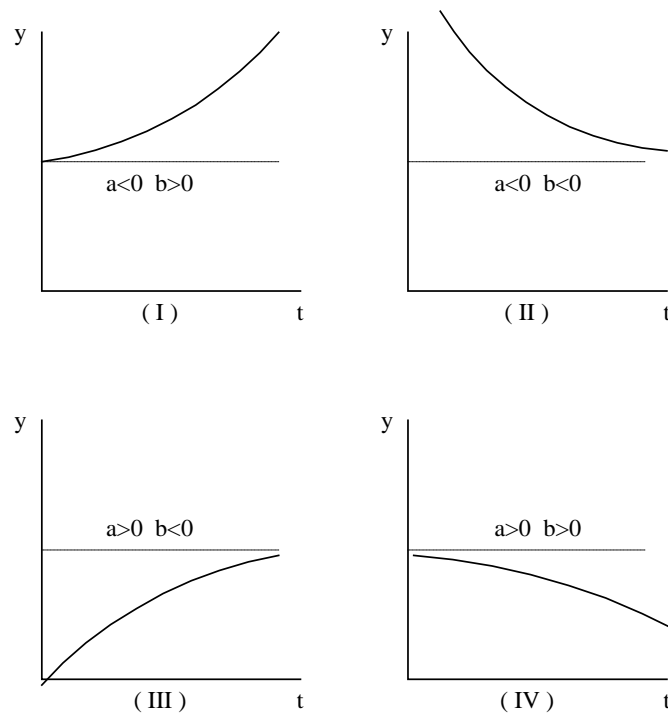 y
a<0 b>0
( I ) t
y
a<0 b<0
( II ) t
y
a>0 b<0
( III ) t
y
a>0 b>0
( IV ) t